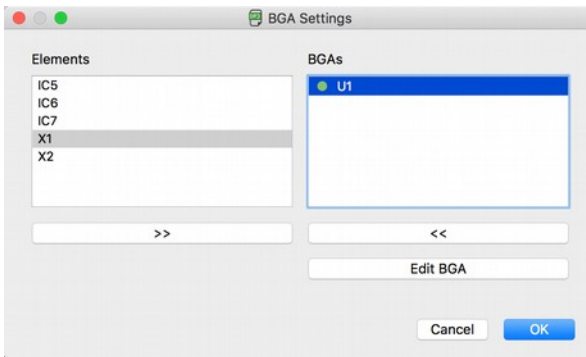 BGA Settings
Elements
BGAs
IC5
IC6
IC7
X1
X2
U1
>>
<<
Edit BGA
Cancel
OK